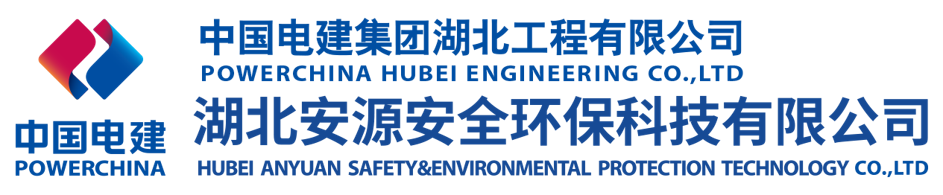 中国电建
POWERCHINA
中国电建集团湖北工程有限公司
POWERCHINA HUBEI ENGINEERING CO.,LTD
湖北安源安全环保科技有限公司
HUBEI ANYUAN SAFETY&ENVIRONMENTAL PROTECTION TECHNOLOGY CO.,LTD